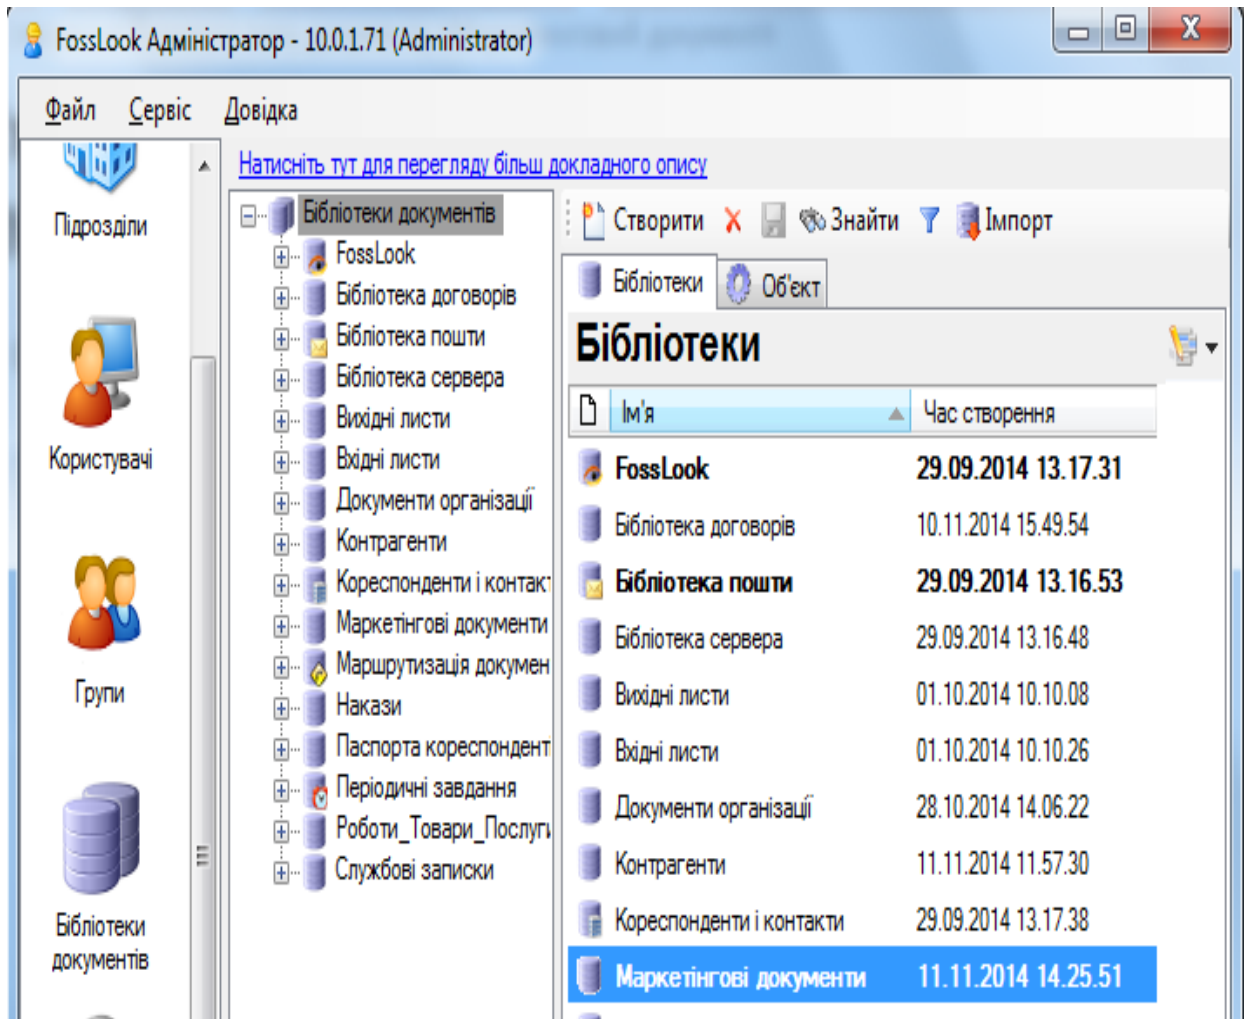 FossLook Адміністратор - 10.0.1.71 (Administrator)
Файл Сервіс Довідка
Натисніть тут для перегляду більш докладного опису
Підрозділи
Користувачі
Групи
Бібліотеки
документів
Бібліотеки документів
FossLook
Бібліотека договорів
Бібліотека пошти
Бібліотека сервера
Вихідні листи
Вхідні листи
Документи організації
Контрагенти
Кореспонденти і контакт
Маркетінгові документи
Маршрутизація докумен
Накази
Паспорта кореспондент
Періодичні завдання
Роботи_Товари_Послуги
Службові записки
Створити Знайти Імпорт
Бібліотеки Об'єкт
Бібліотеки
Ім'я Час створення
FossLook 29.09.2014 13.17.31
Бібліотека договорів 10.11.2014 15.49.54
Бібліотека пошти 29.09.2014 13.16.53
Бібліотека сервера 29.09.2014 13.16.48
Вихідні листи 01.10.2014 10.10.08
Вхідні листи 01.10.2014 10.10.26
Документи організації 28.10.2014 14.06.22
Контрагенти 11.11.2014 11.57.30
Кореспонденти і контакти 29.09.2014 13.17.38
Маркетінгові документи 11.11.2014 14.25.51